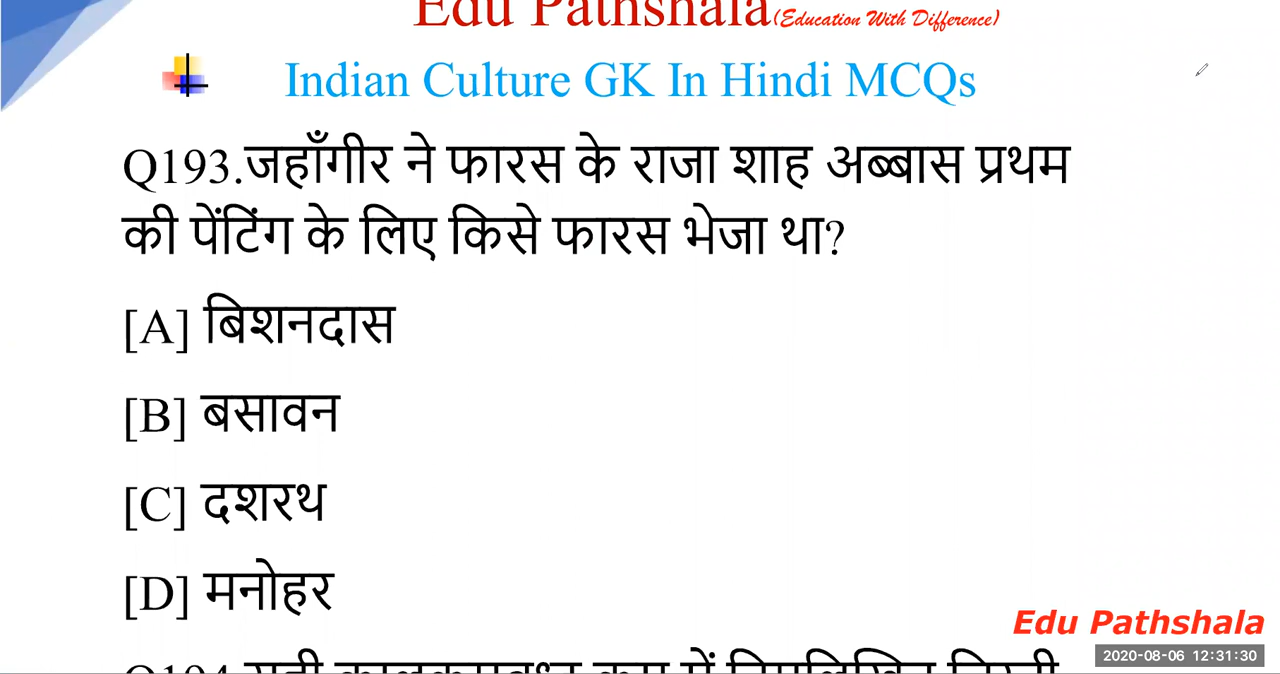 Edu Pathshala(Education With Difference)
Indian Culture GK In Hindi MCQs
Q193.जहाँगीर ने फारस के राजा शाह अब्बास प्रथम
की पेंटिंग के लिए किसे फारस भेजा था?
[A] बिशनदास
[B] बसावन
[C] दशरथ
[D] मनोहर
Edu Pathshala
2020-08-06 12:31:30